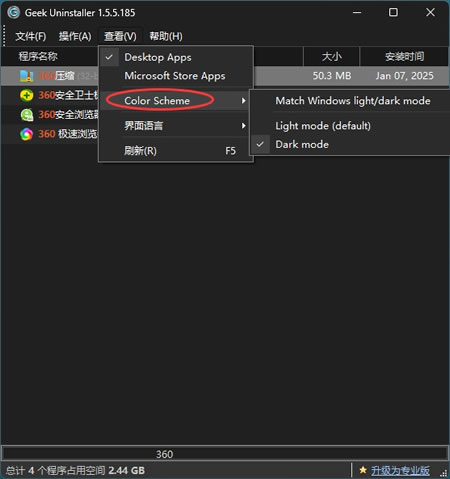 Geek Uninstaller 1.5.5.185
文件(F) 操作(A) 查看(V) 帮助(H)
程序名称 大小 安装时间
Desktop Apps
Microsoft Store Apps
360压缩 50.3 MB Jan 07, 2025
Color Scheme
Match Windows light/dark mode
360安全卫士
360安全浏览器
界面语言
Light mode (default)
360 极速浏览
Dark mode
刷新(R) F5
360
总计 4 个程序占用空间 2.44 GB
升级为专业版